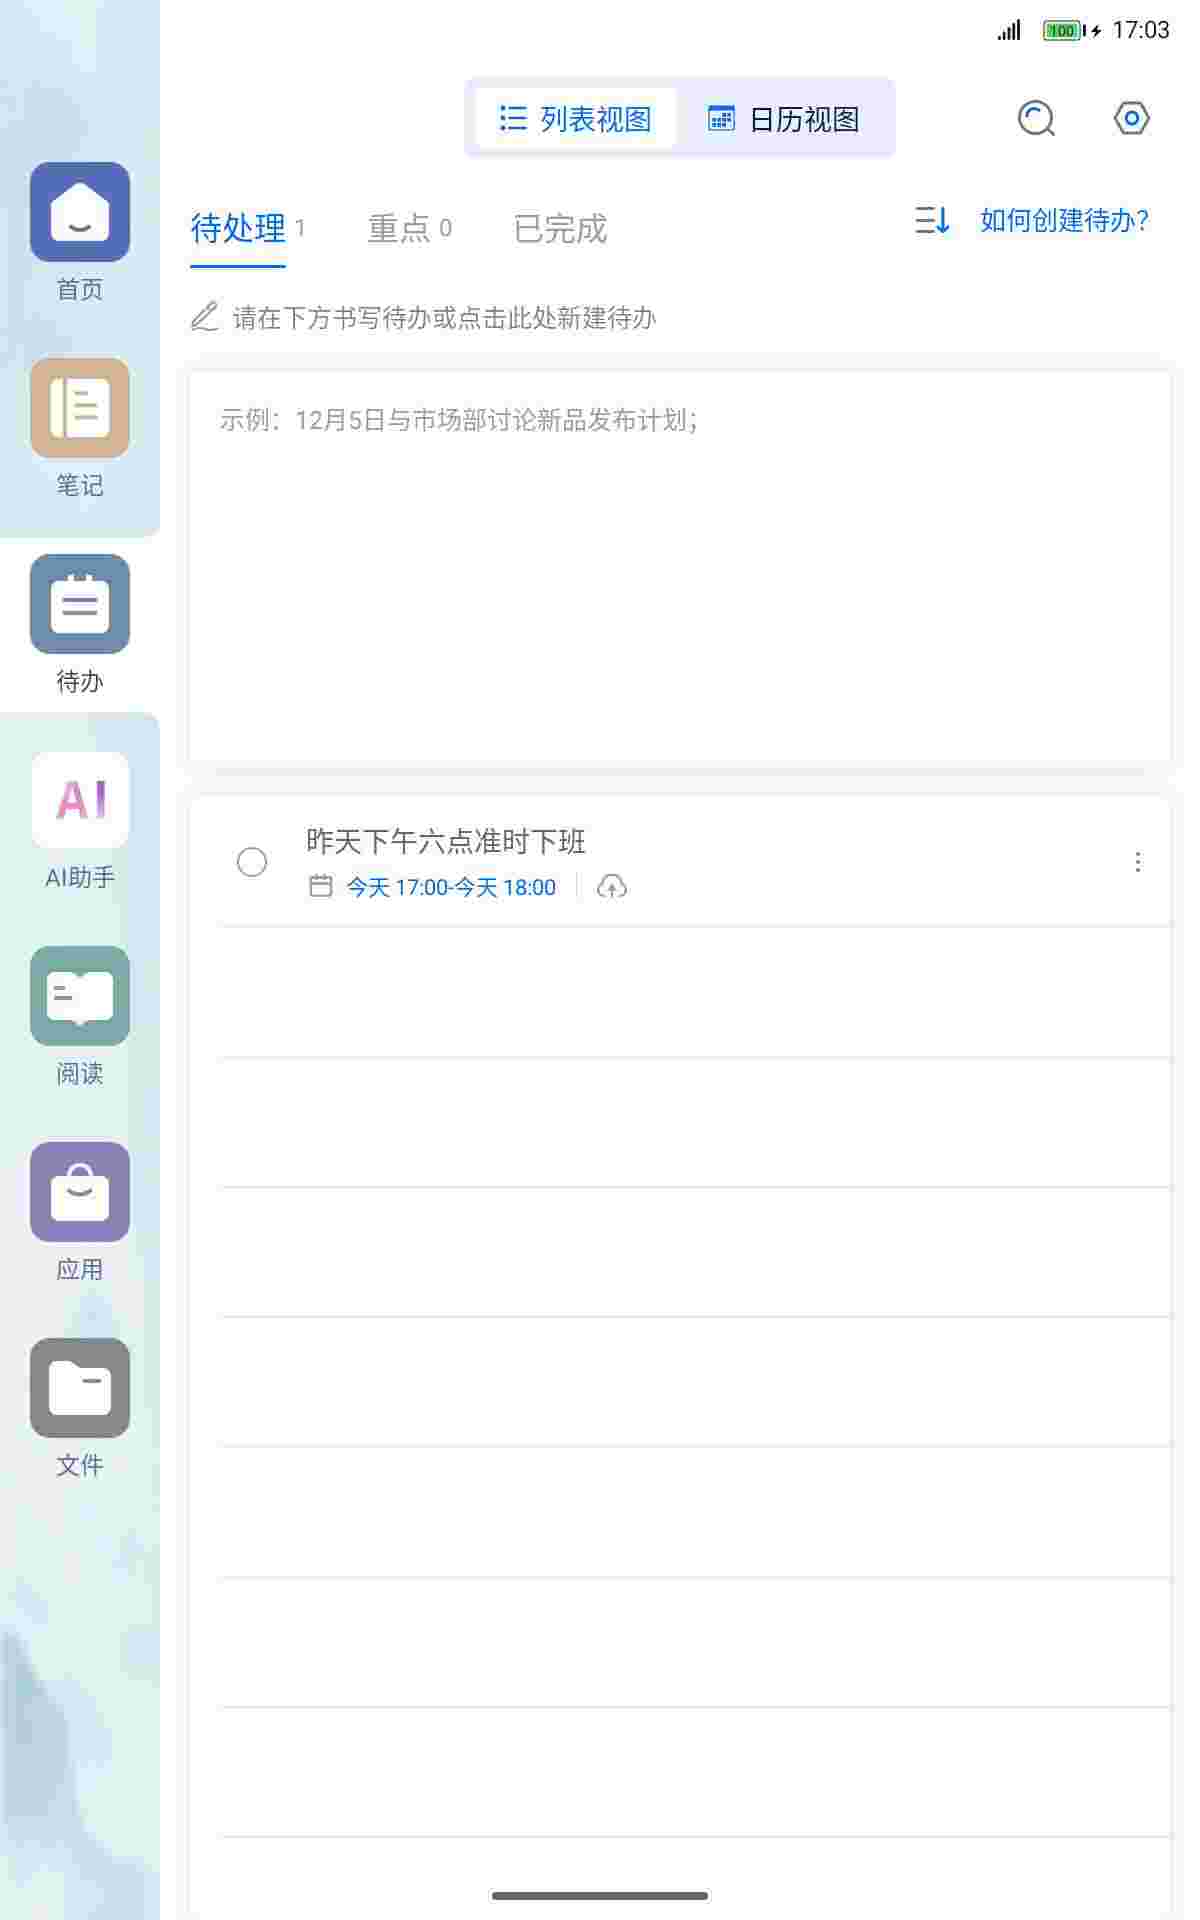 100 17:03
列表视图 日历视图
待处理 1 重点 0 已完成 如何创建待办?
请在下方书写待办或点击此处新建待办
示例：12月5日与市场部讨论新品发布计划；
昨天下午六点准时下班
今天 17:00-今天 18:00
首页
笔记
待办
AI
AI助手
阅读
应用
文件